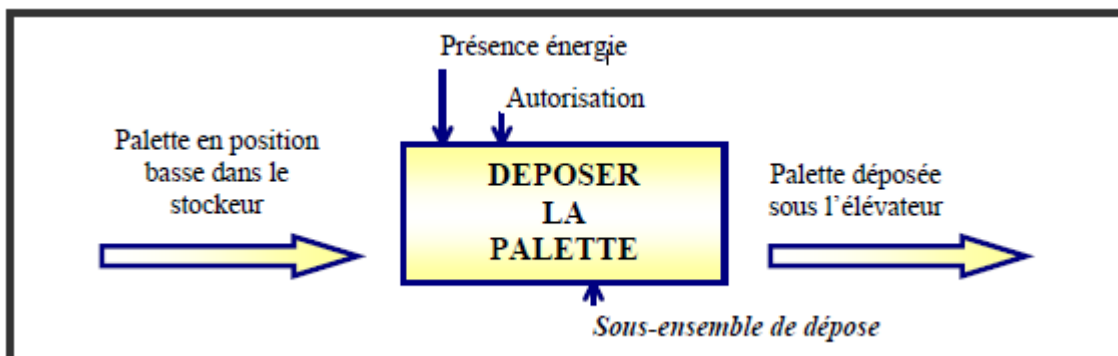 Présence énergie
Autorisation
Palette en position
basse dans le
stockeur
DEPOSER
LA
PALETTE
Palette déposée
sous l'élévateur
Sous-ensemble de dépose